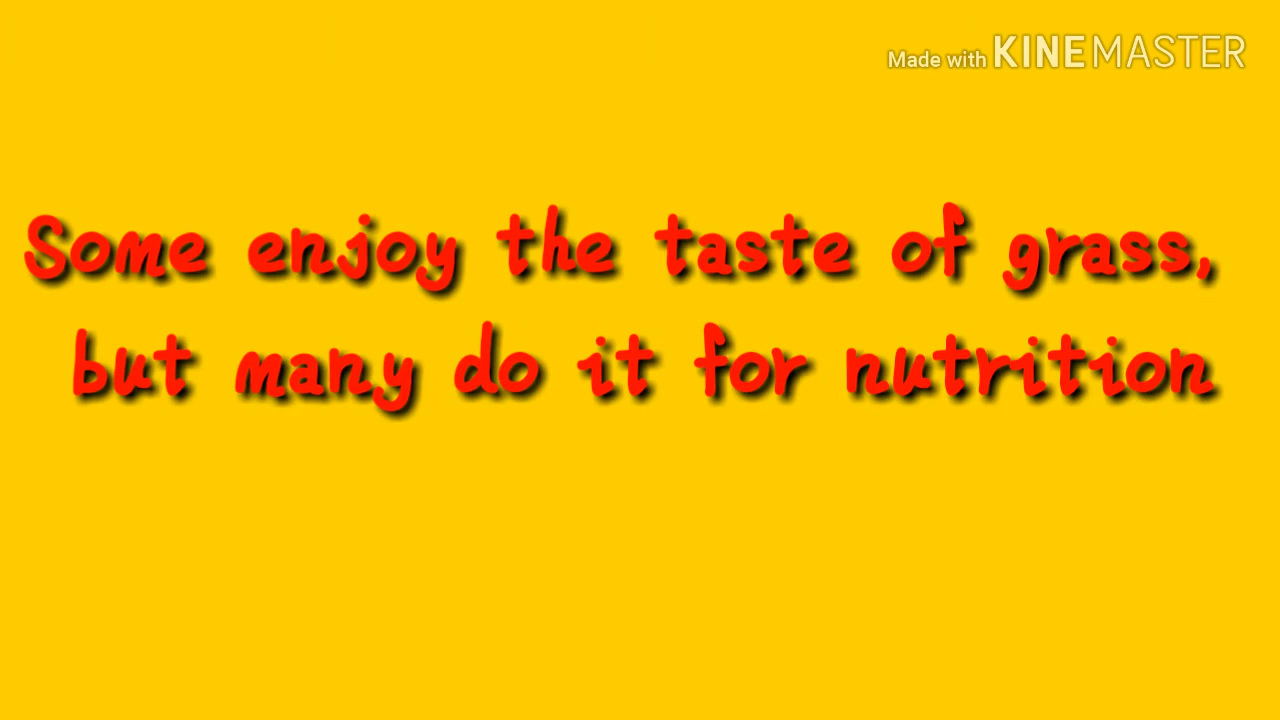 Made with KINEMASTER
Some enjoy the taste of grass,
but many do it for nutrition